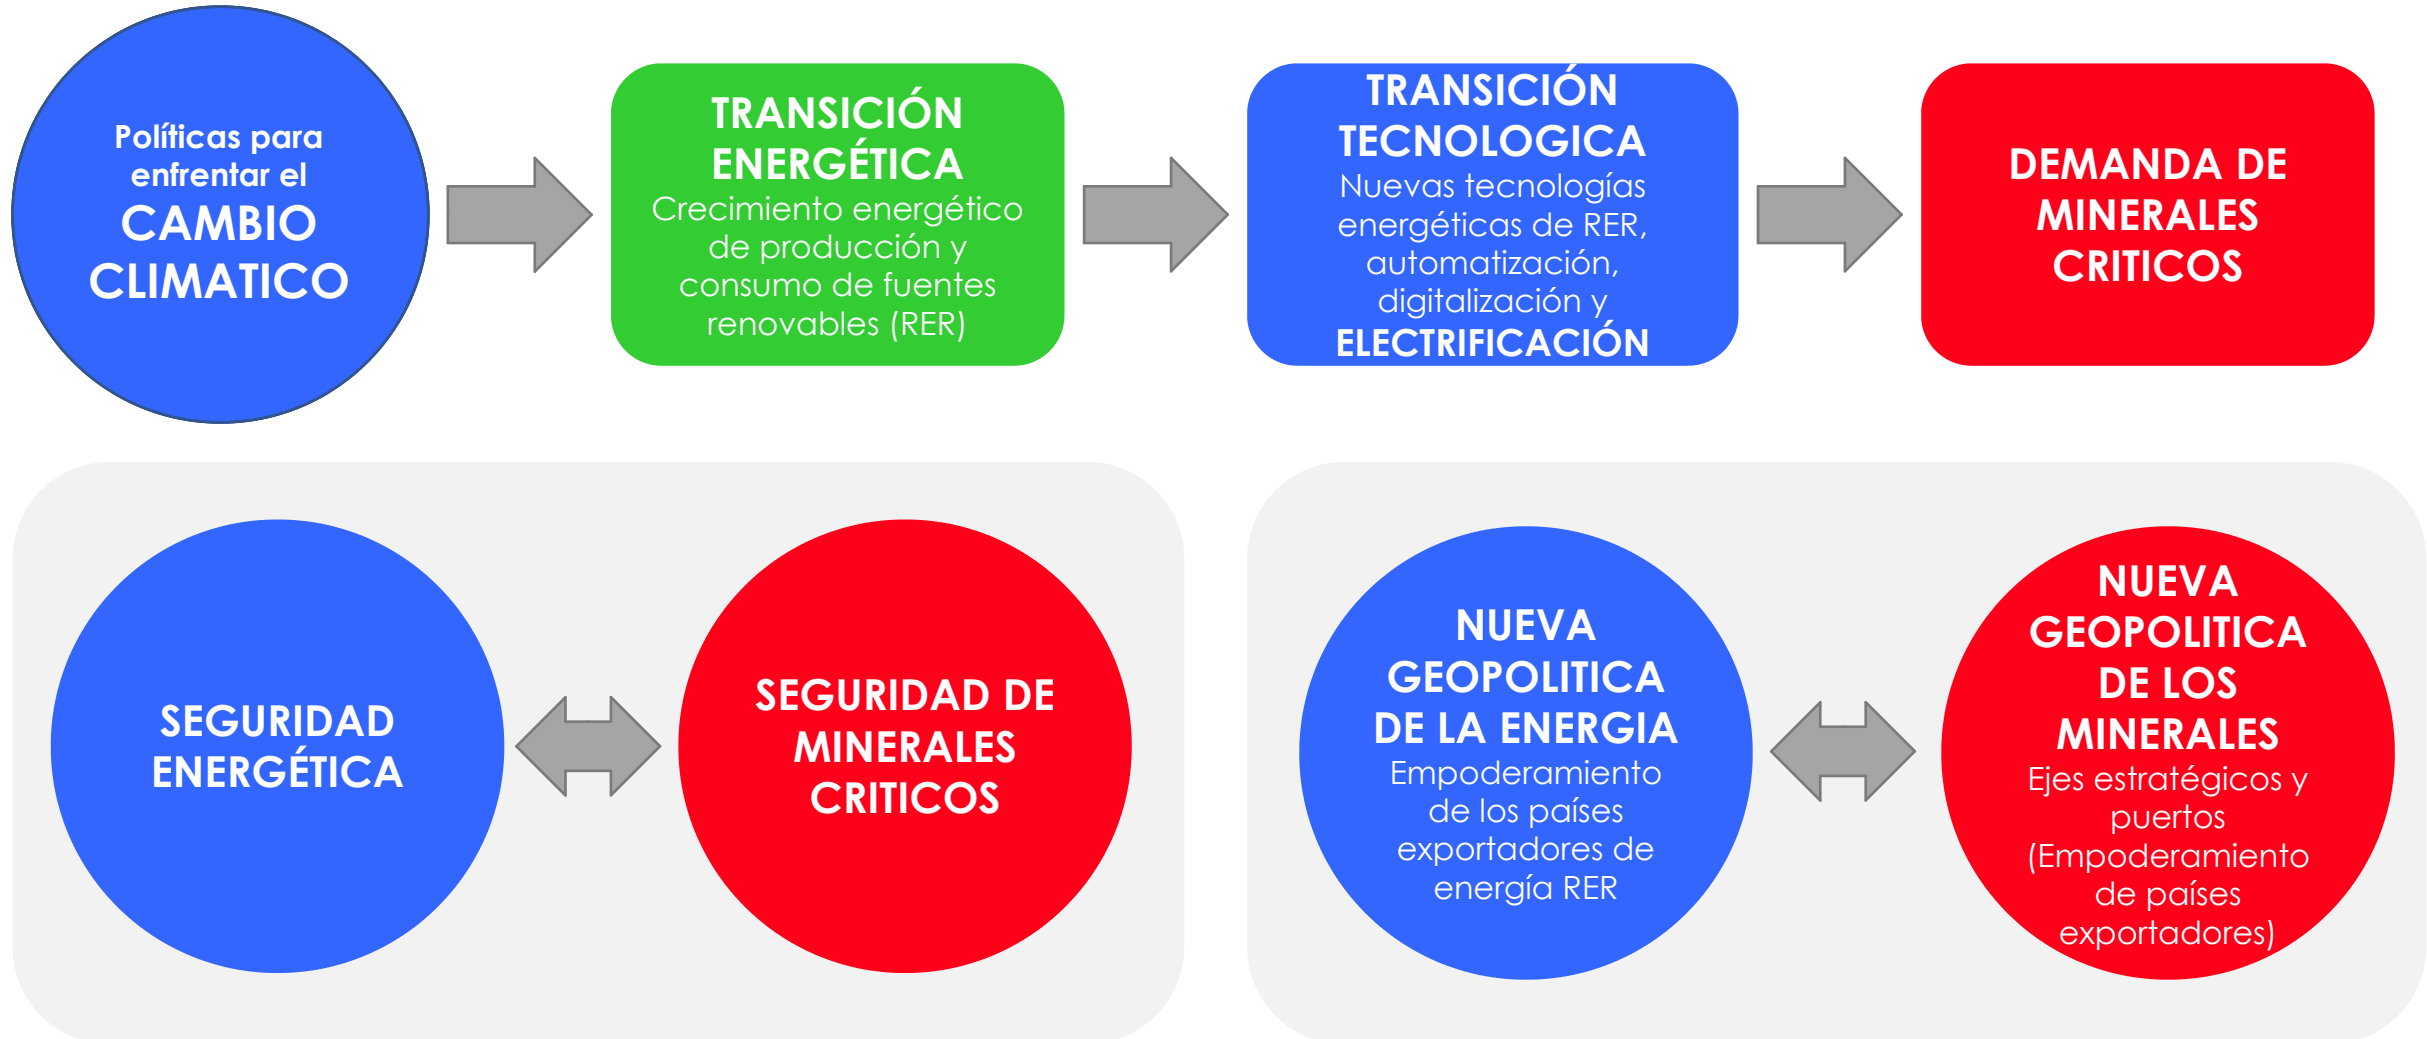 Políticas para
enfrentar el
CAMBIO
CLIMATICO
TRANSICIÓN
ENERGÉTICA
Crecimiento energético
de producción y
consumo de fuentes
renovables (RER)
TRANSICIÓN
TECNOLOGICA
Nuevas tecnologías
energéticas de RER,
automatización,
digitalización y
ELECTRIFICACIÓN
DEMANDA DE
MINERALES
CRITICOS
SEGURIDAD
ENERGÉTICA
SEGURIDAD DE
MINERALES
CRITICOS
NUEVA
GEOPOLITICA
DE LA ENERGIA
Empoderamiento
de los países
exportadores de
energía RER
NUEVA
GEOPOLITICA
DE LOS
MINERALES
Ejes estratégicos y
puertos
(Empoderamiento
de países
exportadores)